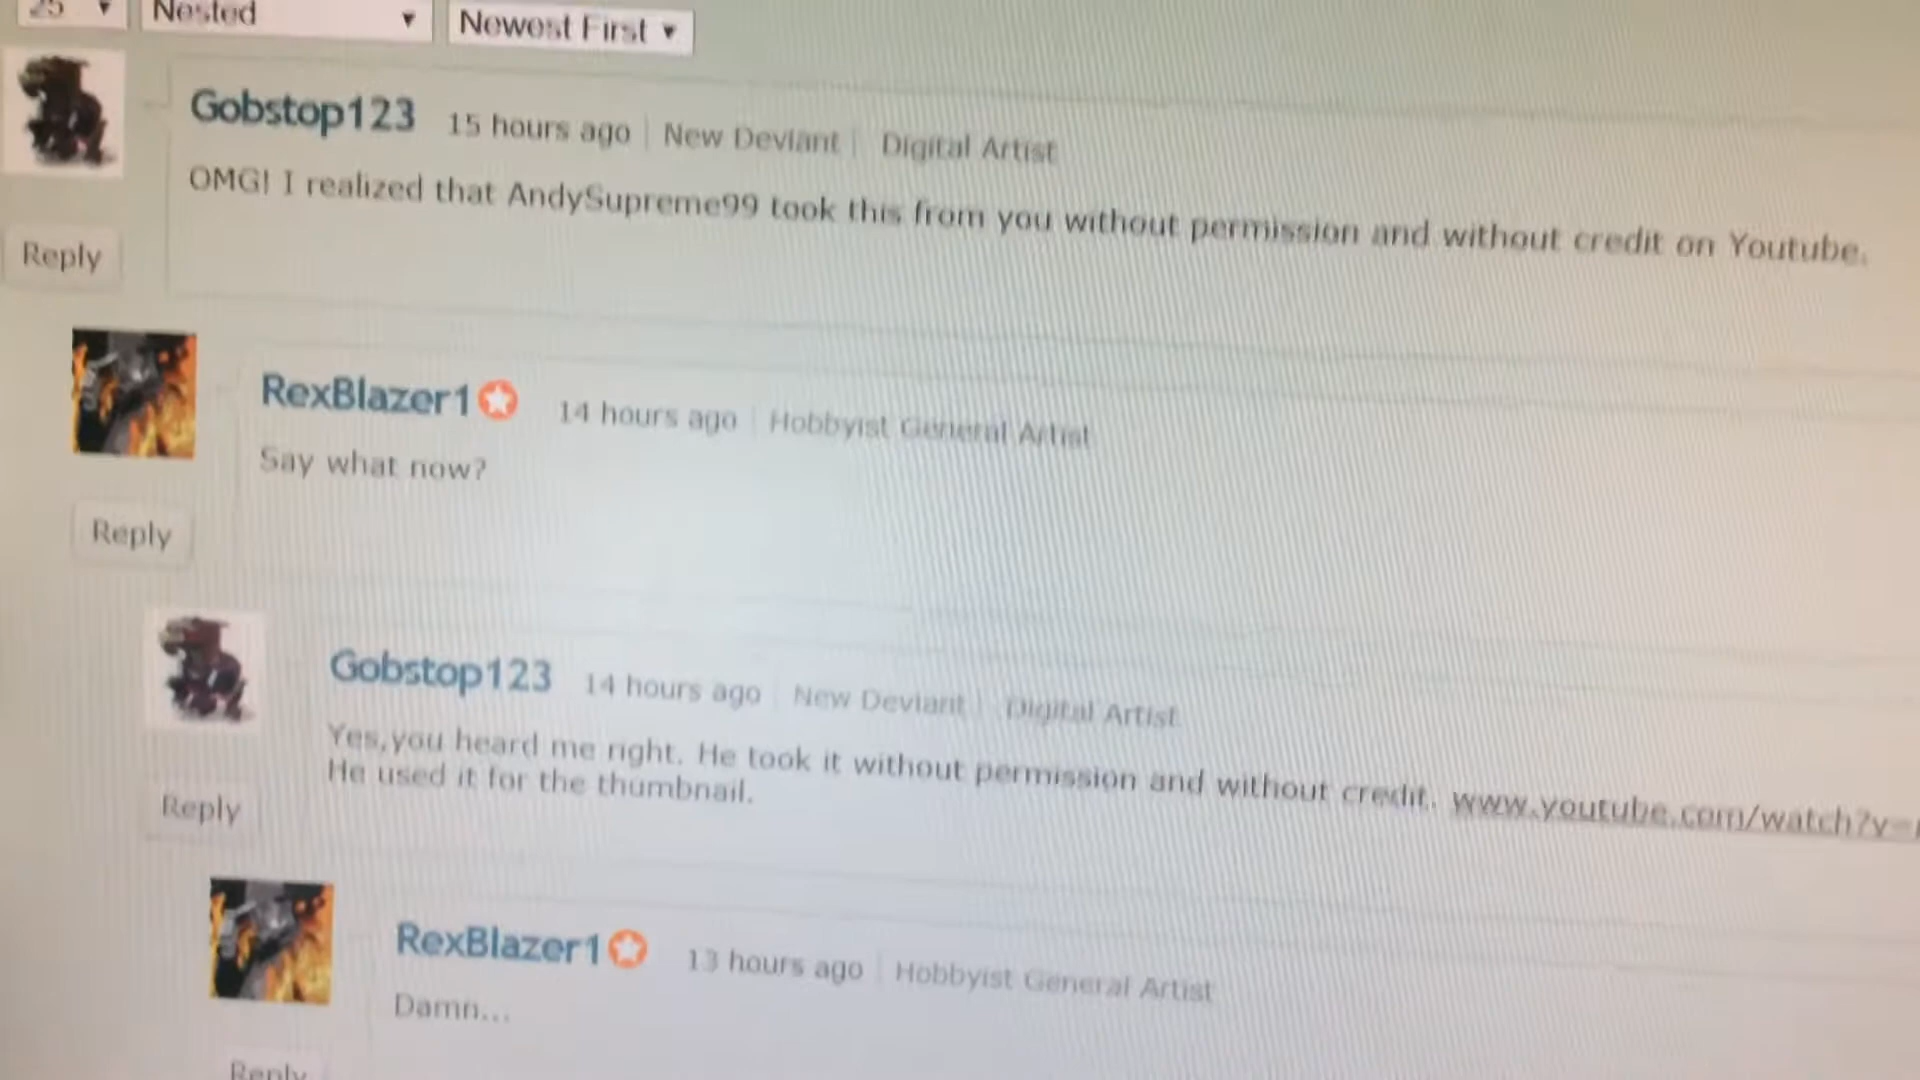 25 Nested Newest First
Gobstop123 15 hours ago New Deviant Digital Artist
OMG! I realized that AndySupreme99 took this from you without permission and without credit on Youtube.
Reply
RexBlazer1 14 hours ago Hobbyist General Artist
Say what now?
Reply
Gobstop123 14 hours ago New Deviant Digital Artist
Yes,you heard me right. He took it without permission and without credit. www.youtube.com/watch?v=
He used it for the thumbnail.
Reply
RexBlazer1 13 hours ago Hobbyist General Artist
Damn...
Reply